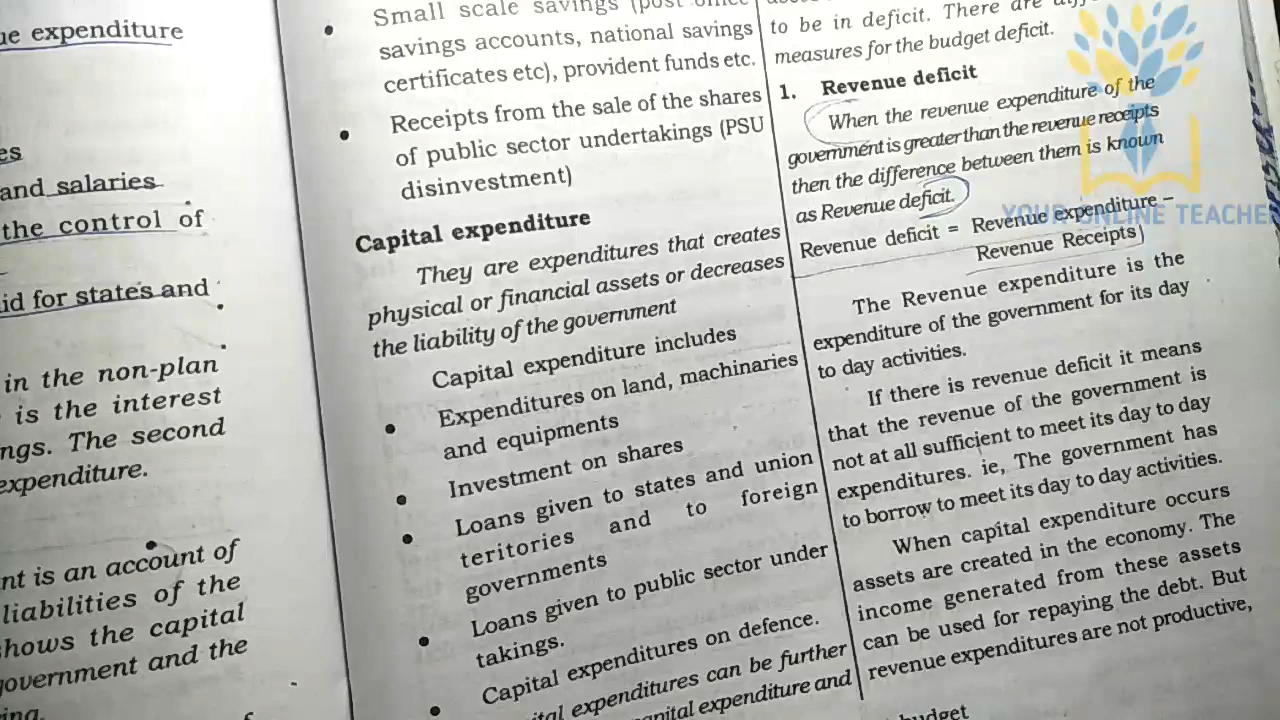 ue expenditure
es
and salaries
the control of
id for states and
in the non-plan
is the interest
ngs. The second
expenditure.
nt is an account of
liabilities of the
hows the capital
overnment and the
ing.
• Small scale savings (post office
savings accounts, national savings
certificates etc), provident funds etc.
• Receipts from the sale of the shares
of public sector undertakings (PSU
disinvestment)
Capital expenditure
They are expenditures that creates
physical or financial assets or decreases
the liability of the government
Capital expenditure includes
• Expenditures on land, machinaries
and equipments
• Investment on shares
• Loans given to states and union
teritories and to foreign
governments
• Loans given to public sector under
takings.
• Capital expenditures on defence.
ital expenditures can be further
capital expenditure and
to be in deficit. There are
measures for the budget deficit.
1. Revenue deficit
When the revenue expenditure of the
government is greater than the revenue receipts
then the difference between them is known
as Revenue deficit.
Revenue deficit = Revenue expenditure –
Revenue Receipts
The Revenue expenditure is the
expenditure of the government for its day
to day activities.
If there is revenue deficit it means
that the revenue of the government is
not at all sufficient to meet its day to day
expenditures. ie, The government has
to borrow to meet its day to day activities.
When capital expenditure occurs
assets are created in the economy. The
income generated from these assets
can be used for repaying the debt. But
revenue expenditures are not productive,
budget
YOUR ONLINE TEACHER